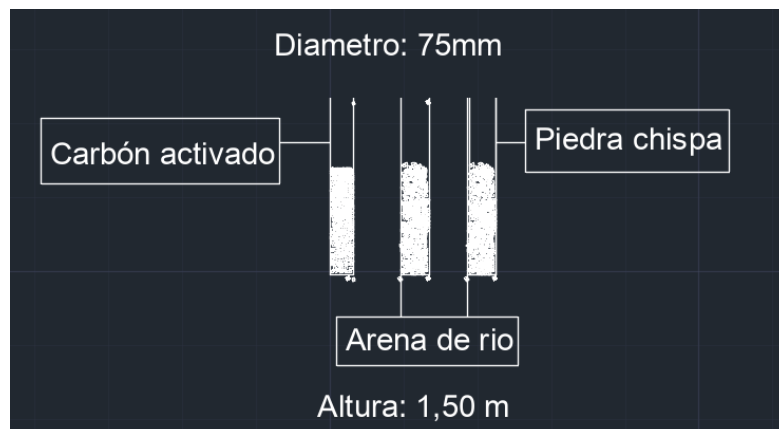 Diametro: 75mm
Carbón activado
Piedra chispa
Arena de rio
Altura: 1,50 m